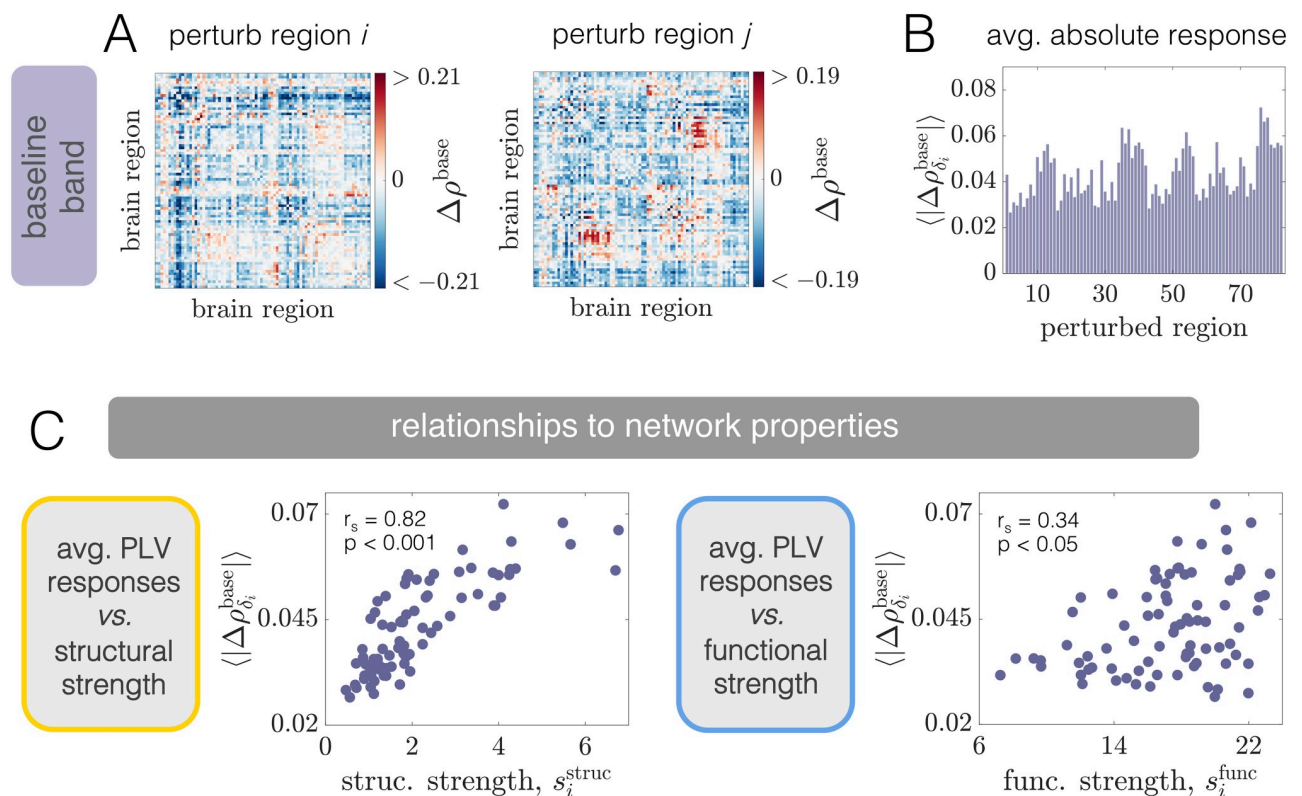 A
perturb region i
perturb region j
B
avg. absolute response
baseline
band
brain region
brain region
> 0.21
0
< −0.21
Δρ^base
brain region
brain region
> 0.19
0
< −0.19
Δρ^base
⟨|Δρ^base_δi|⟩
0.08
0.06
0.04
0.02
0
10
30
50
70
perturbed region
C
relationships to network properties
avg. PLV
responses
vs.
structural
strength
⟨|Δρ^base_δi|⟩
0.07
0.045
0.02
r_s = 0.82
p < 0.001
0
2
4
6
struc. strength, s_i^struc
avg. PLV
responses
vs.
functional
strength
⟨|Δρ^base_δi|⟩
0.07
0.045
0.02
r_s = 0.34
p < 0.05
6
14
22
func. strength, s_i^func